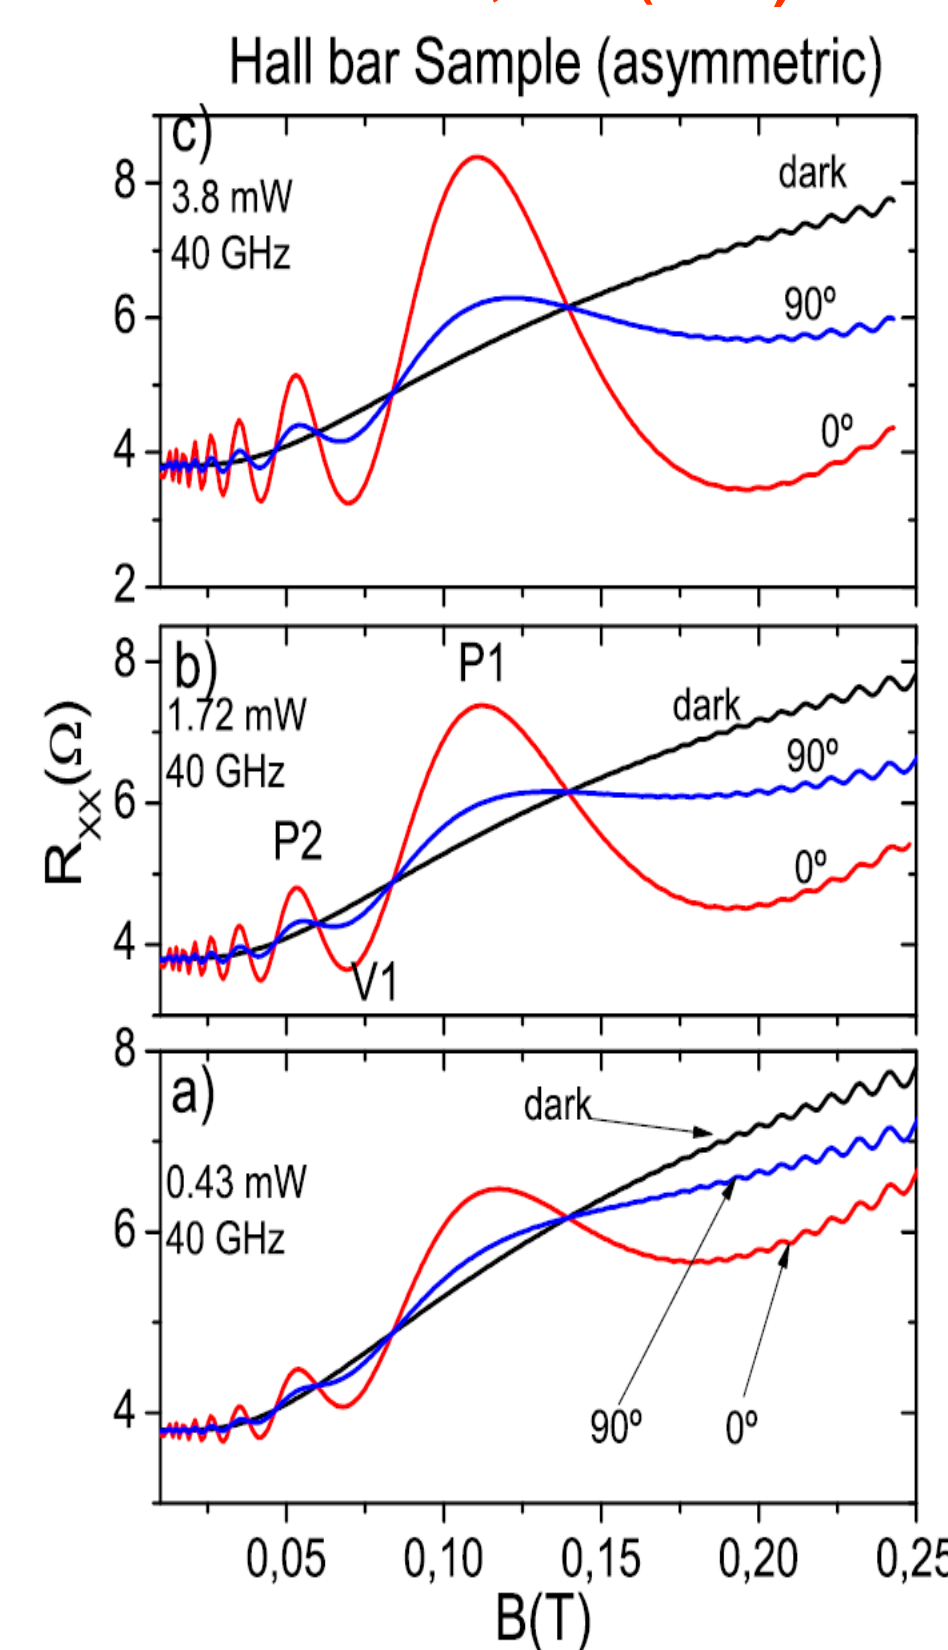 Hall bar Sample (asymmetric)
c)
3.8 mW
40 GHz
dark
90º
0º
8
6
4
2
b)
1.72 mW
40 GHz
P1
P2
V1
dark
90º
0º
8
6
4
Rxx(Ω)
a)
0.43 mW
40 GHz
dark
90º
0º
8
6
4
0,05
0,10
0,15
0,20
0,25
B(T)